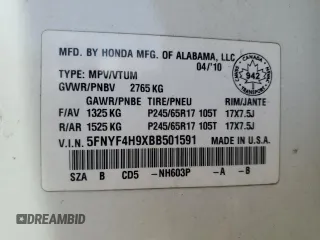 MFD. BY HONDA MFG. OF ALABAMA, LLC
04/'10
CANADA
942
TRANSPORT
TYPE: MPV/VTUM
GVWR/PNBV 2765 KG
GAWR/PNBE TIRE/PNEU RIM/JANTE
F/AV 1325 KG P245/65R17 105T 17X7.5J
R/AR 1525 KG P245/65R17 105T 17X7.5J
V.I.N. 5FNYF4H9XBB501591 MADE IN U.S.A.
SZA B CD5 -NH603P -A -B
DREAMBID